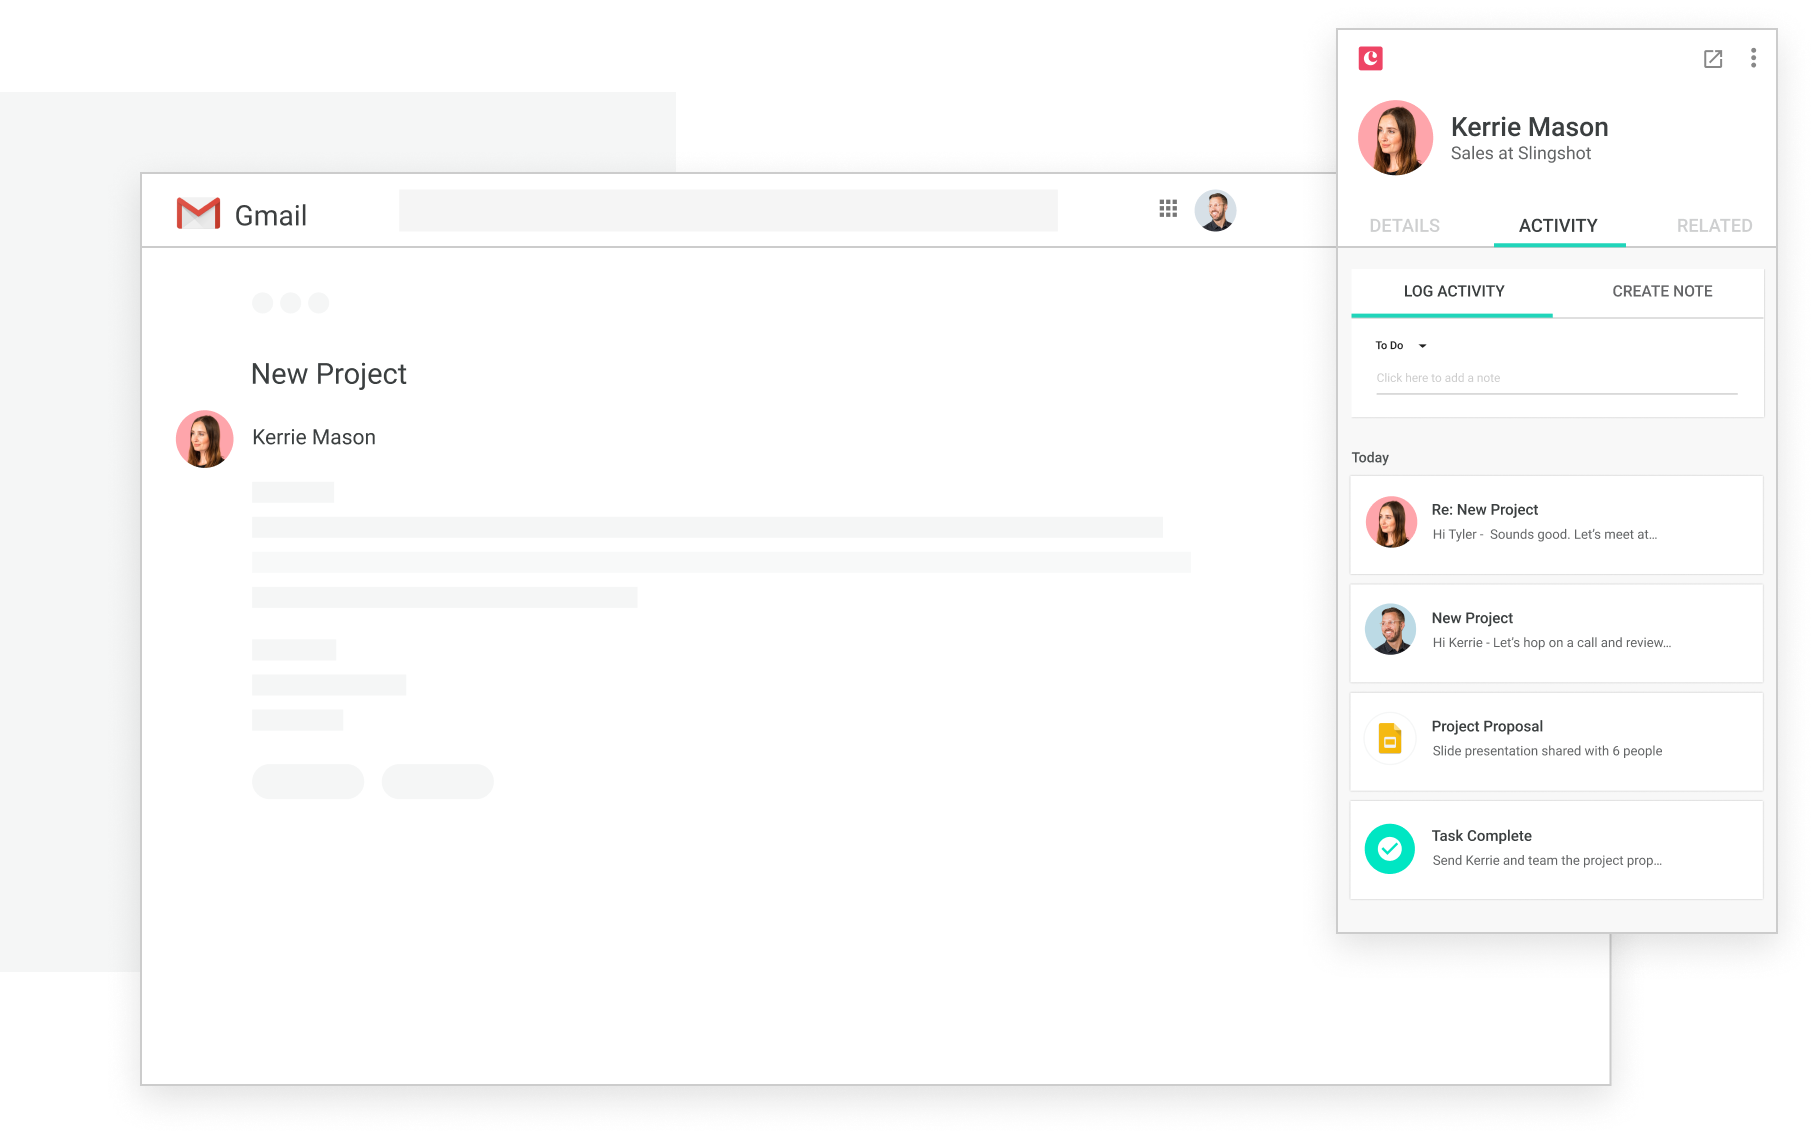 Gmail
New Project
Kerrie Mason
Kerrie Mason
Sales at Slingshot
DETAILS
ACTIVITY
RELATED
LOG ACTIVITY
CREATE NOTE
To Do
Click here to add a note
Today
Re: New Project
Hi Tyler - Sounds good. Let’s meet at...
New Project
Hi Kerrie - Let’s hop on a call and review...
Project Proposal
Slide presentation shared with 6 people
Task Complete
Send Kerrie and team the project prop...